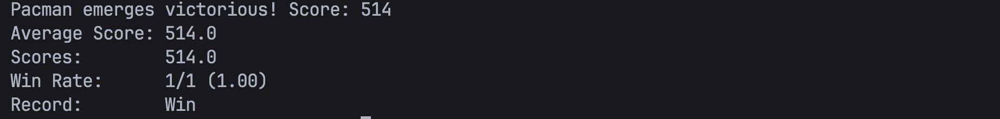 Pacman emerges victorious! Score: 514
Average Score: 514.0
Scores:        514.0
Win Rate:      1/1 (1.00)
Record:        Win